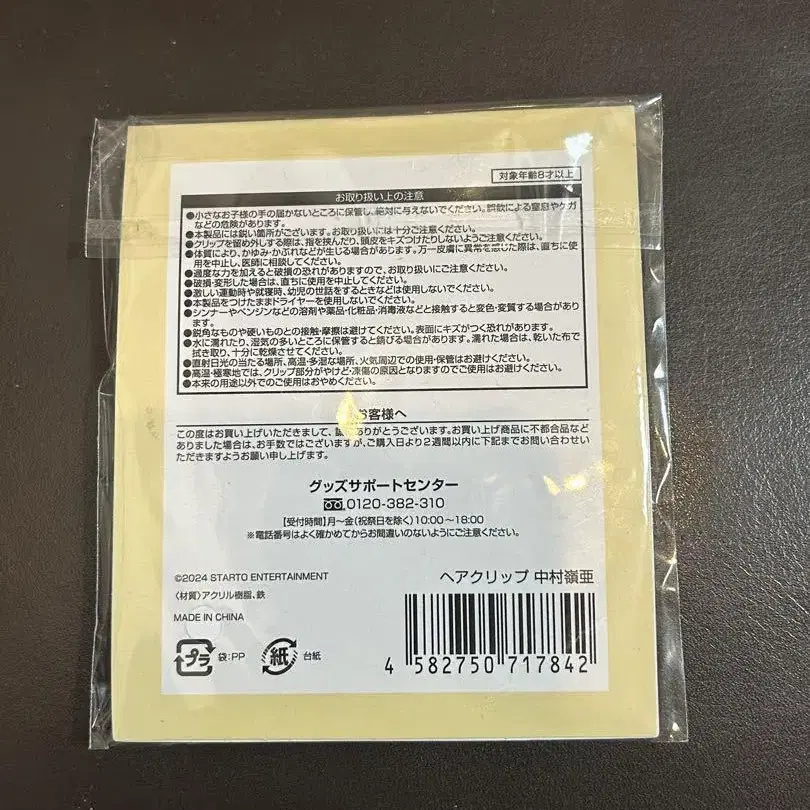 対象年齢8才以上
お取り扱い上の注意
●小さなお子様の手の届かないところに保管し、絶対に与えないでください。誤飲による窒息やケガ
などの危険があります。
●本製品には鋭い箇所がございます。お取り扱いには十分ご注意ください。
●クリップを留め外しする際は、指を挟んだり、頭皮をキズつけたりしないようご注意ください。
●体質により、かゆみ・かぶれなどが生じる場合があります。万一皮膚に異常を感じた際は、直ちに使
用を中止し、医師に相談してください。
●過度な力を加えると破損の恐れがありますので、お取り扱いにご注意ください。
●破損・変形した場合は、直ちに使用を中止してください。
●激しい運動時や就寝時、幼児の世話をするときなどは使用しないでください。
●本製品をつけたままドライヤーを使用しないでください。
●シンナーやベンジンなどの溶剤や薬品・化粧品・消毒液などと接触すると変色・変質する場合があり
ます。
●鋭角なものや硬いものとの接触・摩擦は避けてください。表面にキズがつく恐れがあります。
●水に濡れたり、湿気の多いところに保管すると錆びる場合があります。濡れた場合は、乾いた布で
拭き取り、十分に乾燥させてください。
●直射日光の当たる場所、高温・多湿な場所、火気周辺での使用・保管はお避けください。
●高温・極寒地では、クリップ部分がやけど・凍傷の原因となりますのでご使用はお避けください。
●本来の用途以外でのご使用はおやめください。
お客様へ
この度はお買い上げいただきまして、誠にありがとうございます。お買い上げ商品に不都合品など
ありました場合は、お手数ではございますが、ご購入日より2週間以内に下記までお問い合わせい
ただきますようお願い申し上げます。
グッズサポートセンター
0120-382-310
【受付時間】月〜金(祝祭日を除く)10:00〜18:00
※電話番号はよく確かめてからお間違いのないようにご注意ください。
©2024 STARTO ENTERTAINMENT
ヘアクリップ 中村嶺亜
〈材質〉アクリル樹脂、鉄
MADE IN CHINA
プラ 袋:PP 紙 台紙
4 582750 717842